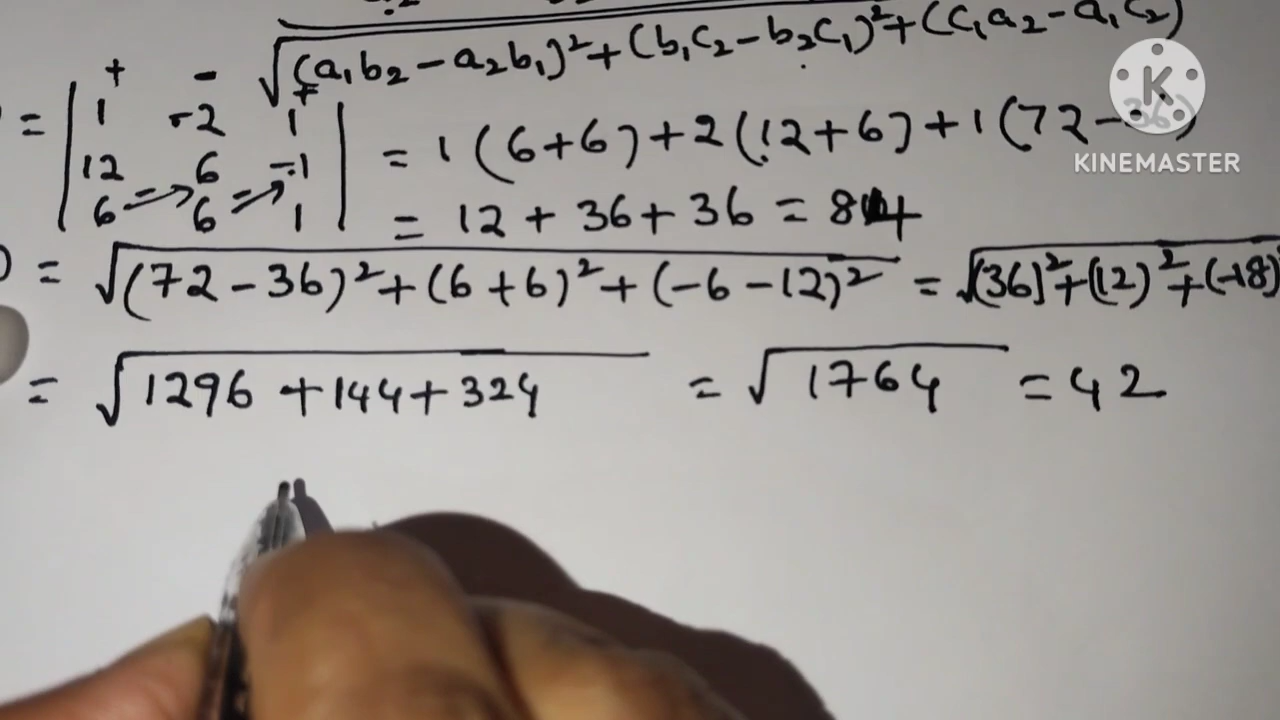 √(a₁b₂ - a₂b₁)² + (b₁c₂ - b₂c₁)² + (c₁a₂ - a₁c₂)
+ - +
= | 1 -2 1 | = 1 (6+6) + 2 (12+6) + 1 (72 - 36)
| 12 6 -1 |
| 6 ⇒ 6 ⇒ 1 | = 12 + 36 + 36 = 84
= √(72 - 36)² + (6 + 6)² + (-6 - 12)² = √(36)² + (12)² + (-18)
= √1296 + 144 + 324 = √1764 = 42
K
KINEMASTER